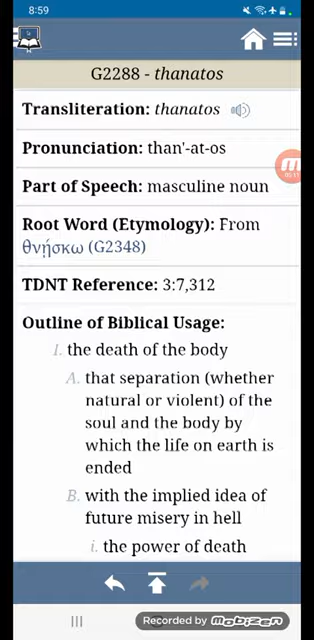 8:59
G2288 - thanatos
Transliteration: thanatos
Pronunciation: than'-at-os
Part of Speech: masculine noun
Root Word (Etymology): From
θνῄσκω (G2348)
TDNT Reference: 3:7,312
Outline of Biblical Usage:
I. the death of the body
A. that separation (whether
natural or violent) of the
soul and the body by
which the life on earth is
ended
B. with the implied idea of
future misery in hell
i. the power of death
Recorded by mobizen